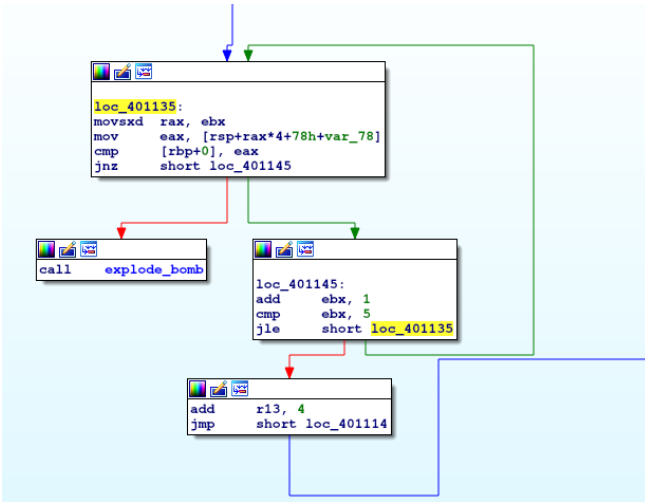 loc_401135:
movsxd rax, ebx
mov eax, [rsp+rax*4+78h+var_78]
cmp [rbp+0], eax
jnz short loc_401145
call explode_bomb
loc_401145:
add ebx, 1
cmp ebx, 5
jle short loc_401135
add r13, 4
jmp short loc_401114